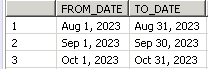 FROM_DATE TO_DATE
1 Aug 1, 2023 Aug 31, 2023
2 Sep 1, 2023 Sep 30, 2023
3 Oct 1, 2023 Oct 31, 2023